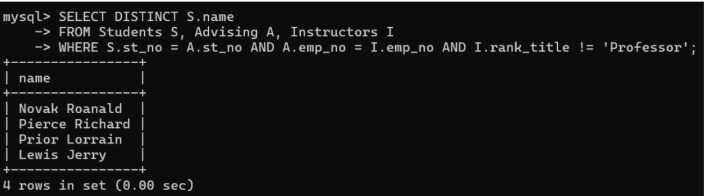 mysql> SELECT DISTINCT S.name
    -> FROM Students S, Advising A, Instructors I
    -> WHERE S.st_no = A.st_no AND A.emp_no = I.emp_no AND I.rank_title != 'Professor';
+----------------+
| name           |
+----------------+
| Novak Roanald  |
| Pierce Richard |
| Prior Lorrain  |
| Lewis Jerry    |
+----------------+
4 rows in set (0.00 sec)